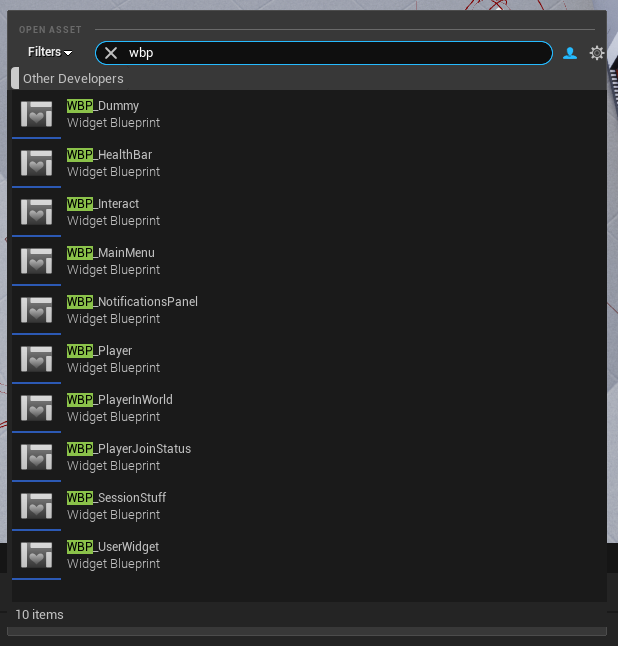 OPEN ASSET
Filters
wbp
Other Developers
WBP_Dummy
Widget Blueprint
WBP_HealthBar
Widget Blueprint
WBP_Interact
Widget Blueprint
WBP_MainMenu
Widget Blueprint
WBP_NotificationsPanel
Widget Blueprint
WBP_Player
Widget Blueprint
WBP_PlayerInWorld
Widget Blueprint
WBP_PlayerJoinStatus
Widget Blueprint
WBP_SessionStuff
Widget Blueprint
WBP_UserWidget
Widget Blueprint
10 items